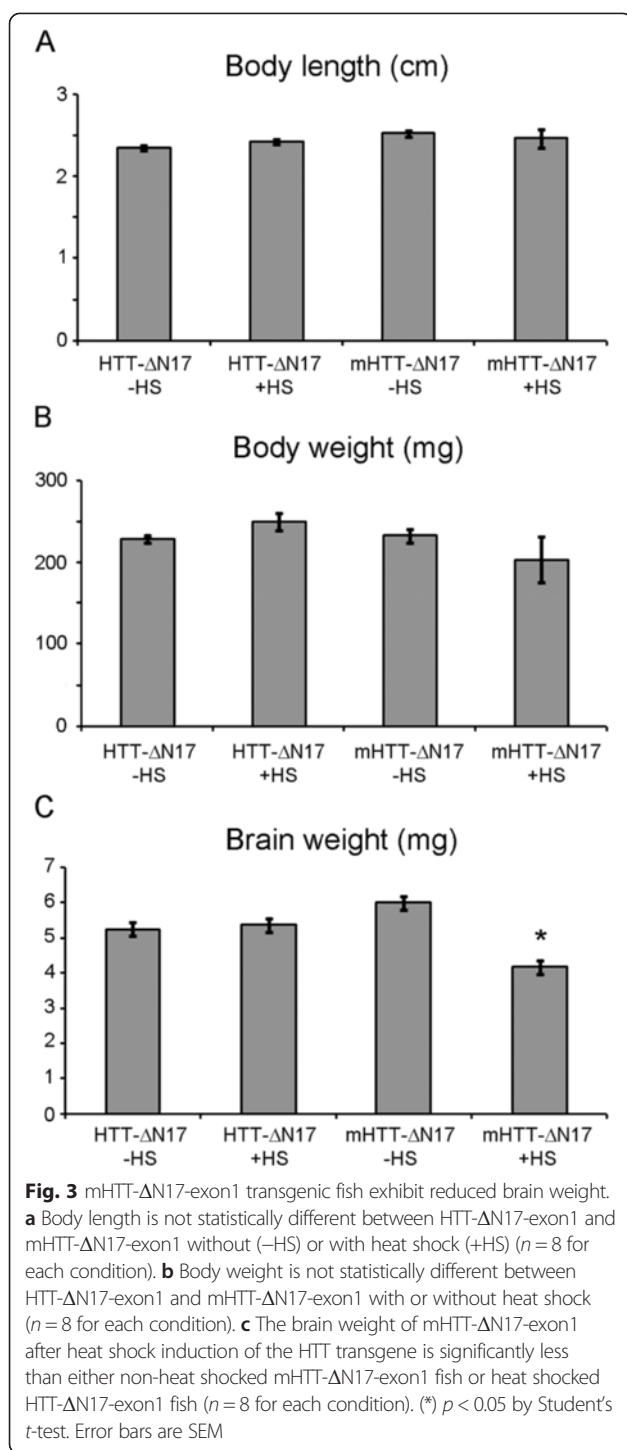 A
Body length (cm)
3
2
1
0
HTT-ΔN17 HTT-ΔN17 mHTT-ΔN17 mHTT-ΔN17
-HS +HS -HS +HS
B
Body weight (mg)
300
200
100
0
HTT-ΔN17 HTT-ΔN17 mHTT-ΔN17 mHTT-ΔN17
-HS +HS -HS +HS
C
Brain weight (mg)
7
6
5
4
3
2
1
0
*
HTT-ΔN17 HTT-ΔN17 mHTT-ΔN17 mHTT-ΔN17
-HS +HS -HS +HS
Fig. 3 mHTT-ΔN17-exon1 transgenic fish exhibit reduced brain weight.
a Body length is not statistically different between HTT-ΔN17-exon1 and
mHTT-ΔN17-exon1 without (−HS) or with heat shock (+HS) (n = 8 for
each condition). b Body weight is not statistically different between
HTT-ΔN17-exon1 and mHTT-ΔN17-exon1 with or without heat shock
(n = 8 for each condition). c The brain weight of mHTT-ΔN17-exon1
after heat shock induction of the HTT transgene is significantly less
than either non-heat shocked mHTT-ΔN17-exon1 fish or heat shocked
HTT-ΔN17-exon1 fish (n = 8 for each condition). (*) p < 0.05 by Student's
t-test. Error bars are SEM